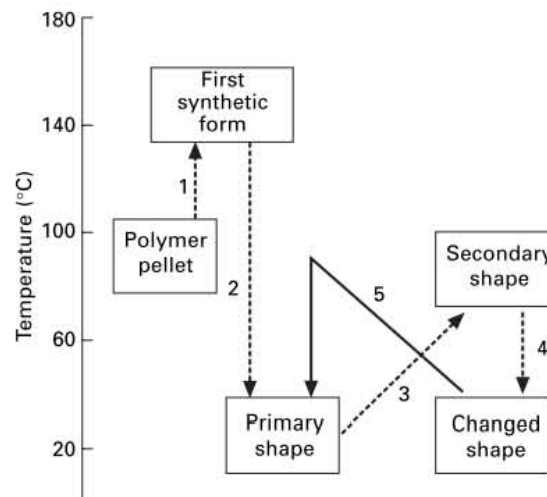 180
140
100
60
20
Temperature (°C)
First
synthetic
form
1
Polymer
pellet
2
Primary
shape
3
Secondary
shape
4
5
Changed
shape